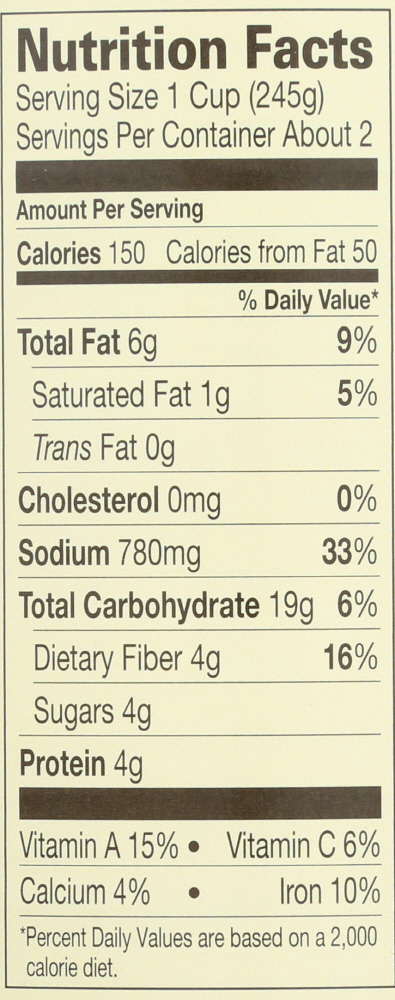 Nutrition Facts
Serving Size 1 Cup (245g)
Servings Per Container About 2
Amount Per Serving
Calories 150 Calories from Fat 50
% Daily Value*
Total Fat 6g 9%
Saturated Fat 1g 5%
Trans Fat 0g
Cholesterol 0mg 0%
Sodium 780mg 33%
Total Carbohydrate 19g 6%
Dietary Fiber 4g 16%
Sugars 4g
Protein 4g
Vitamin A 15% • Vitamin C 6%
Calcium 4% • Iron 10%
*Percent Daily Values are based on a 2,000
calorie diet.